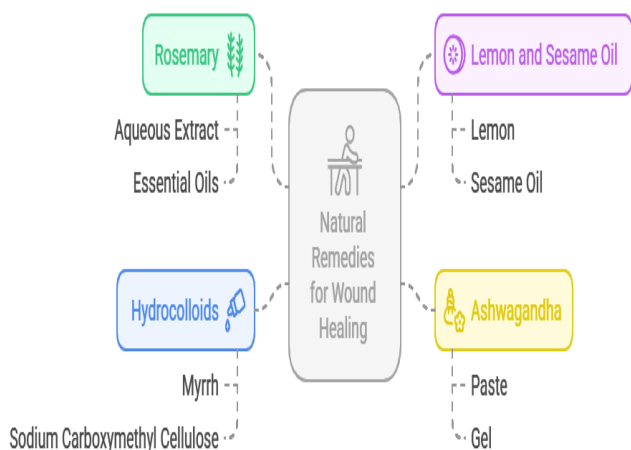 Rosemary
Aqueous Extract
Essential Oils
Lemon and Sesame Oil
Lemon
Sesame Oil
Natural
Remedies
for Wound
Healing
Hydrocolloids
Myrrh
Sodium Carboxymethyl Cellulose
Ashwagandha
Paste
Gel